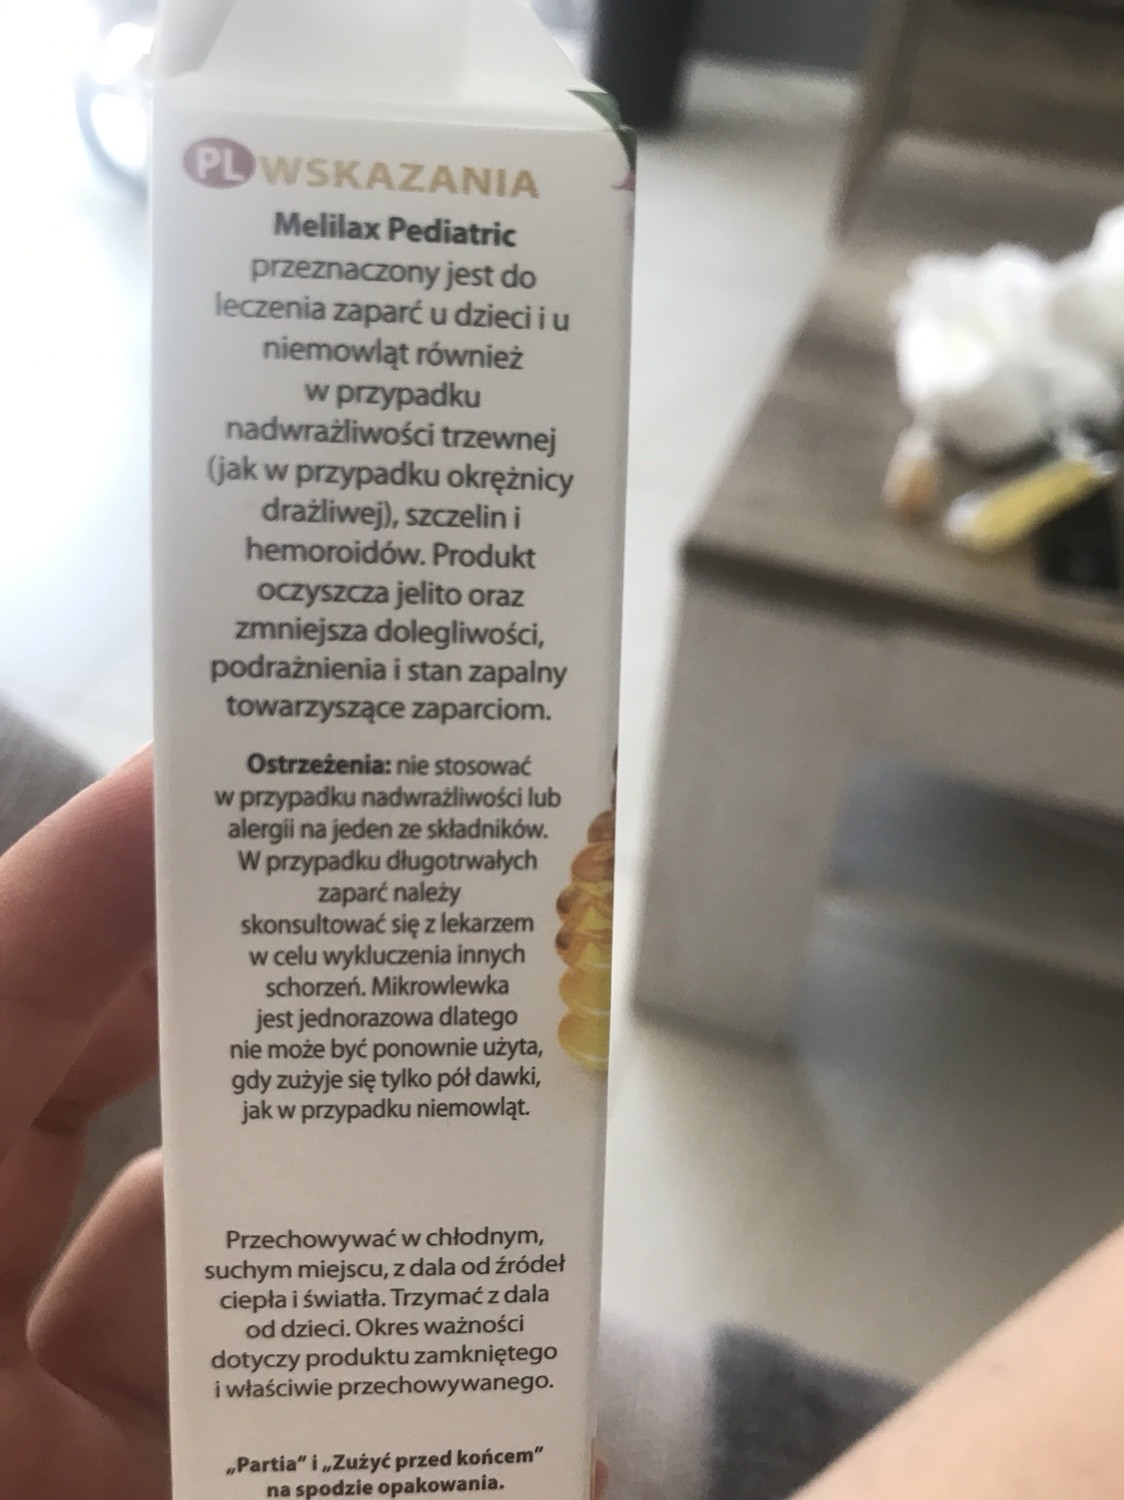 PL WSKAZANIA
Melilax Pediatric
przeznaczony jest do
leczenia zaparć u dzieci i u
niemowląt również
w przypadku
nadwrażliwości trzewnej
(jak w przypadku okrężnicy
drażliwej), szczelin i
hemoroidów. Produkt
oczyszcza jelito oraz
zmniejsza dolegliwości,
podrażnienia i stan zapalny
towarzyszące zaparciom.
Ostrzeżenia: nie stosować
w przypadku nadwrażliwości lub
alergii na jeden ze składników.
W przypadku długotrwałych
zaparć należy
skonsultować się z lekarzem
w celu wykluczenia innych
schorzeń. Mikrowlewka
jest jednorazowa dlatego
nie może być ponownie użyta,
gdy zużyje się tylko pół dawki,
jak w przypadku niemowląt.
Przechowywać w chłodnym,
suchym miejscu, z dala od źródeł
ciepła i światła. Trzymać z dala
od dzieci. Okres ważności
dotyczy produktu zamkniętego
i właściwie przechowywanego.
„Partia” i „Zużyć przed końcem”
na spodzie opakowania.